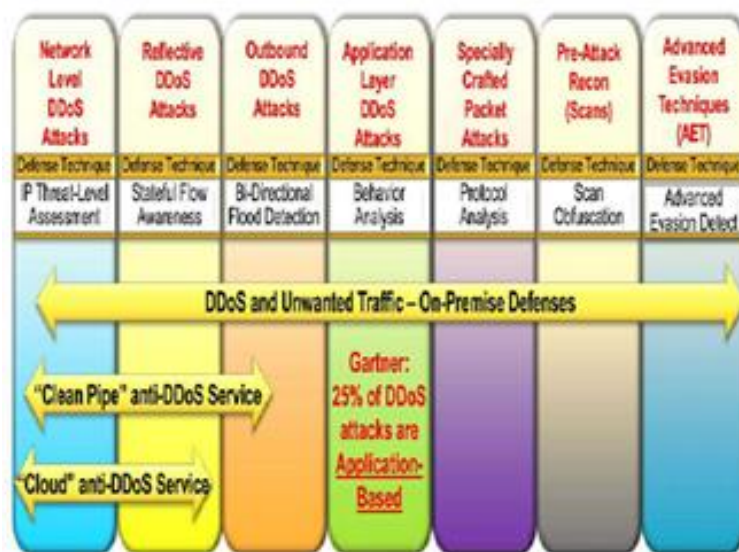 Network
Level
DDoS
Attacks
Defense Technique
IP Threat-Level
Assessment
Reflective
DDoS
Attacks
Defense Technique
Stateful Flow
Awareness
Outbound
DDoS
Attacks
Defense Technique
Bi-Directional
Flood Detection
Application
Layer
DDoS
Attacks
Defense Technique
Behavior
Analysis
Specially
Crafted
Packet
Attacks
Defense Technique
Protocol
Analysis
Pre-Attack
Recon
(Scans)
Defense Technique
Scan
Obfuscation
Advanced
Evasion
Techniques
(AET)
Defense Technique
Advanced
Evasion Detect
DDoS and Unwanted Traffic – On-Premise Defenses
"Clean Pipe" anti-DDoS Service
"Cloud" anti-DDoS Service
Gartner:
25% of DDoS
attacks are
Application-
Based